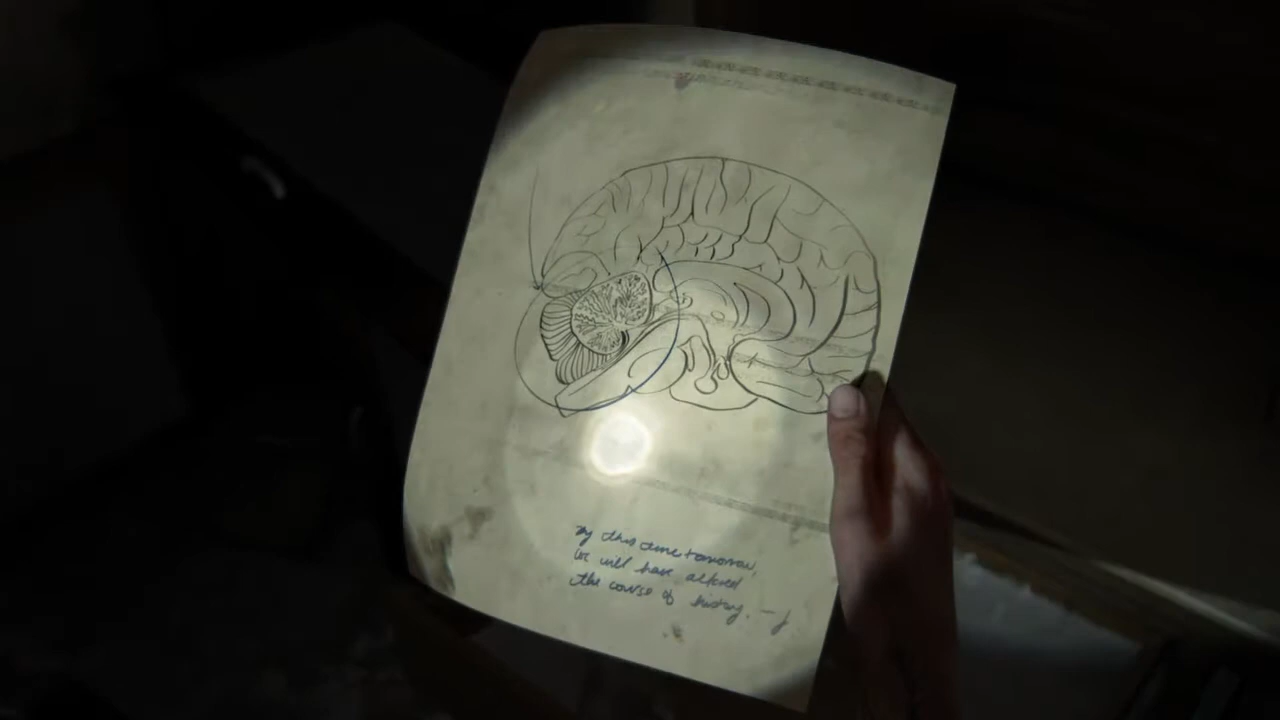 By this time tomorrow,
we will have altered
the course of history. — J